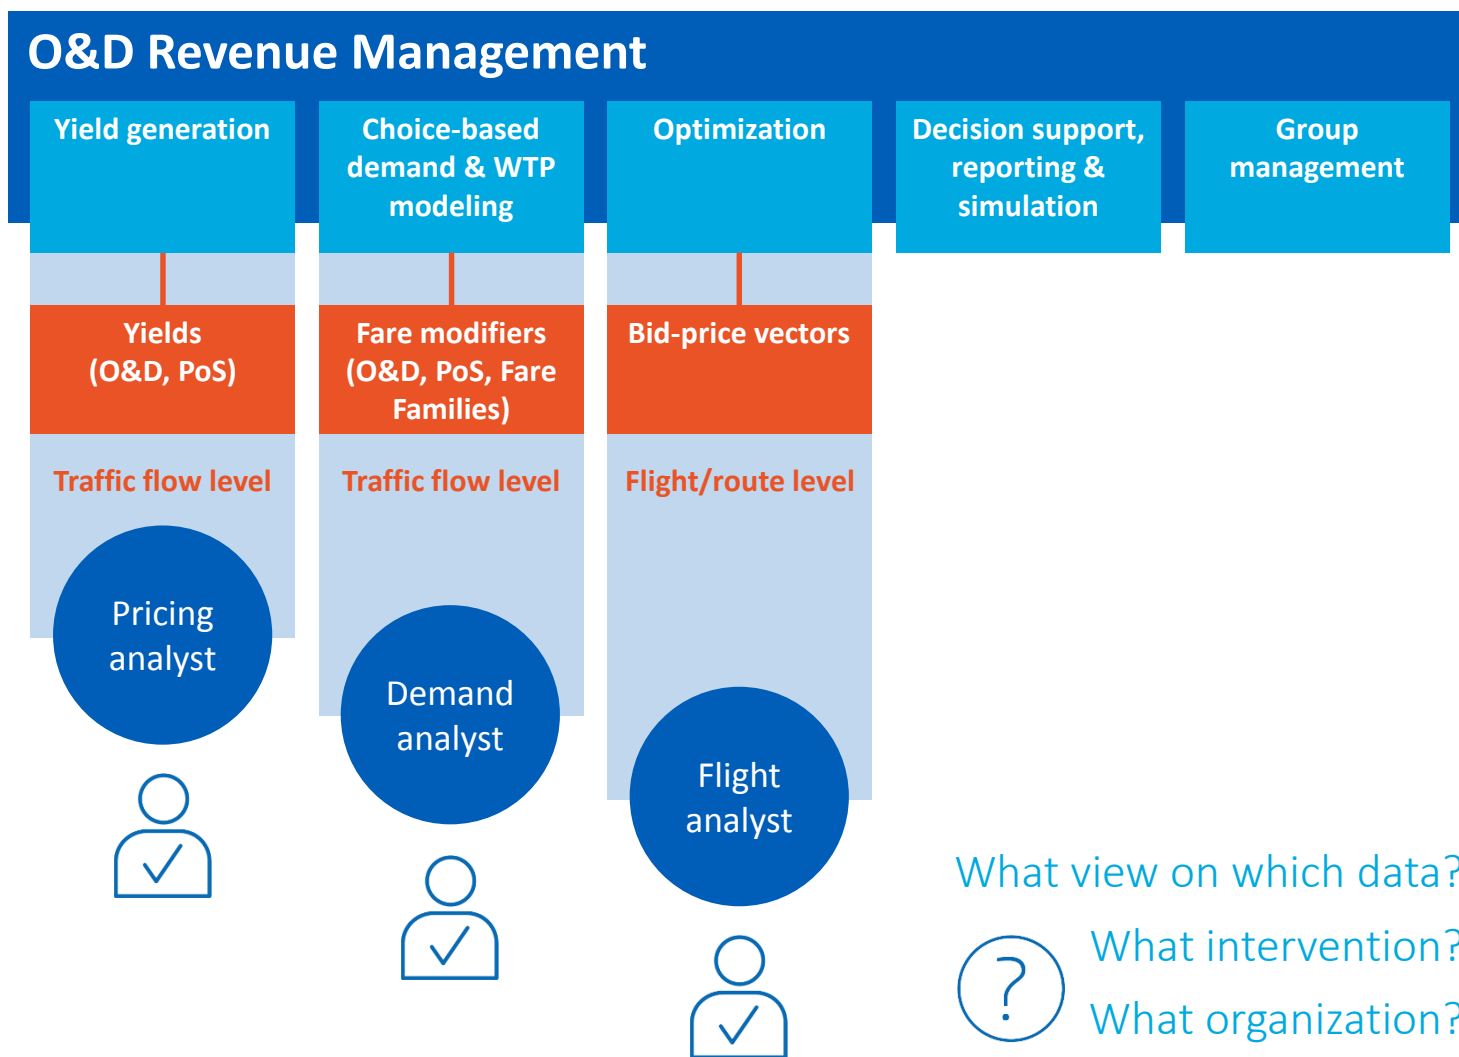 O&D Revenue Management
Yield generation
Choice-based
demand & WTP
modeling
Optimization
Decision support,
reporting &
simulation
Group
management
Yields
(O&D, PoS)
Fare modifiers
(O&D, PoS, Fare
Families)
Bid-price vectors
Traffic flow level
Traffic flow level
Flight/route level
Pricing
analyst
Demand
analyst
Flight
analyst
What view on which data?
What intervention?
?
What organization?